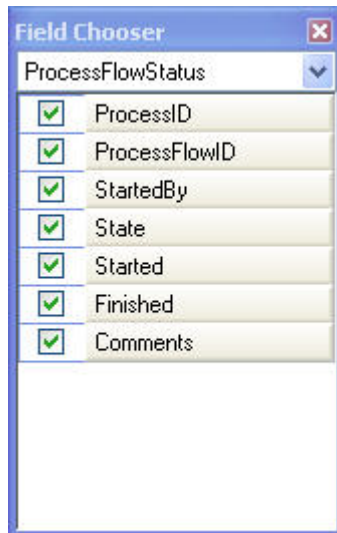 Field Chooser
ProcessFlowStatus
ProcessID
ProcessFlowID
StartedBy
State
Started
Finished
Comments